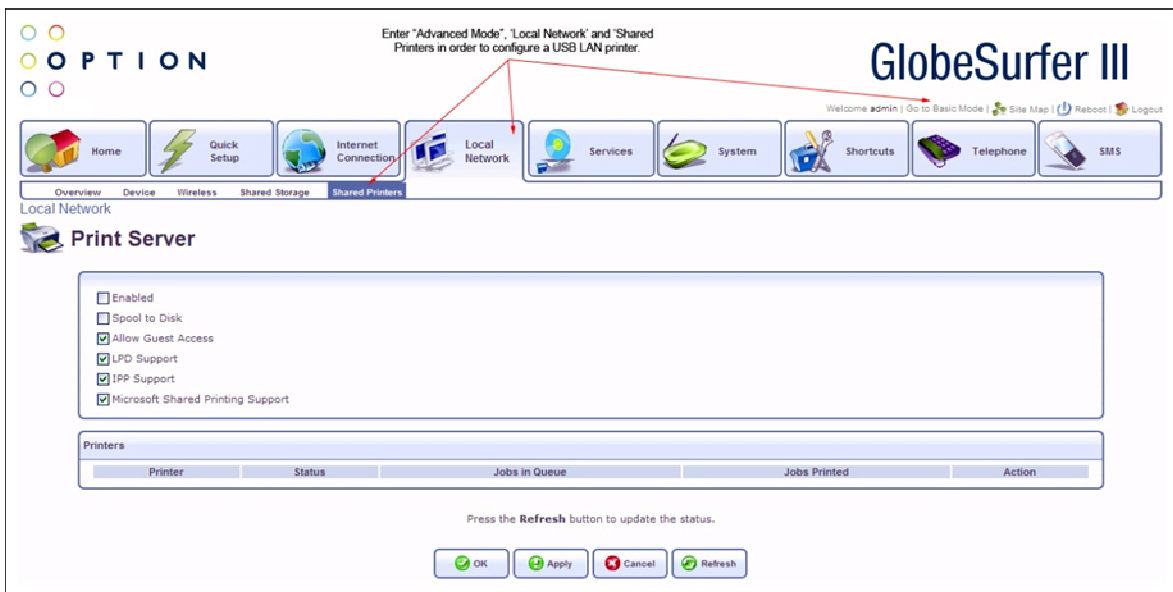 Enter "Advanced Mode", 'Local Network' and 'Shared
Printers in order to configure a USB LAN printer.
OPTION
GlobeSurfer III
Welcome admin | Go to Basic Mode | Site Map | Reboot | Logout
Home
Quick Setup
Internet Connection
Local Network
Services
System
Shortcuts
Telephone
SMS
Overview Device Wireless Shared Storage Shared Printers
Local Network
Print Server
Enabled
Spool to Disk
Allow Guest Access
LPD Support
IPP Support
Microsoft Shared Printing Support
Printers
Printer Status Jobs in Queue Jobs Printed Action
Press the Refresh button to update the status.
OK Apply Cancel Refresh